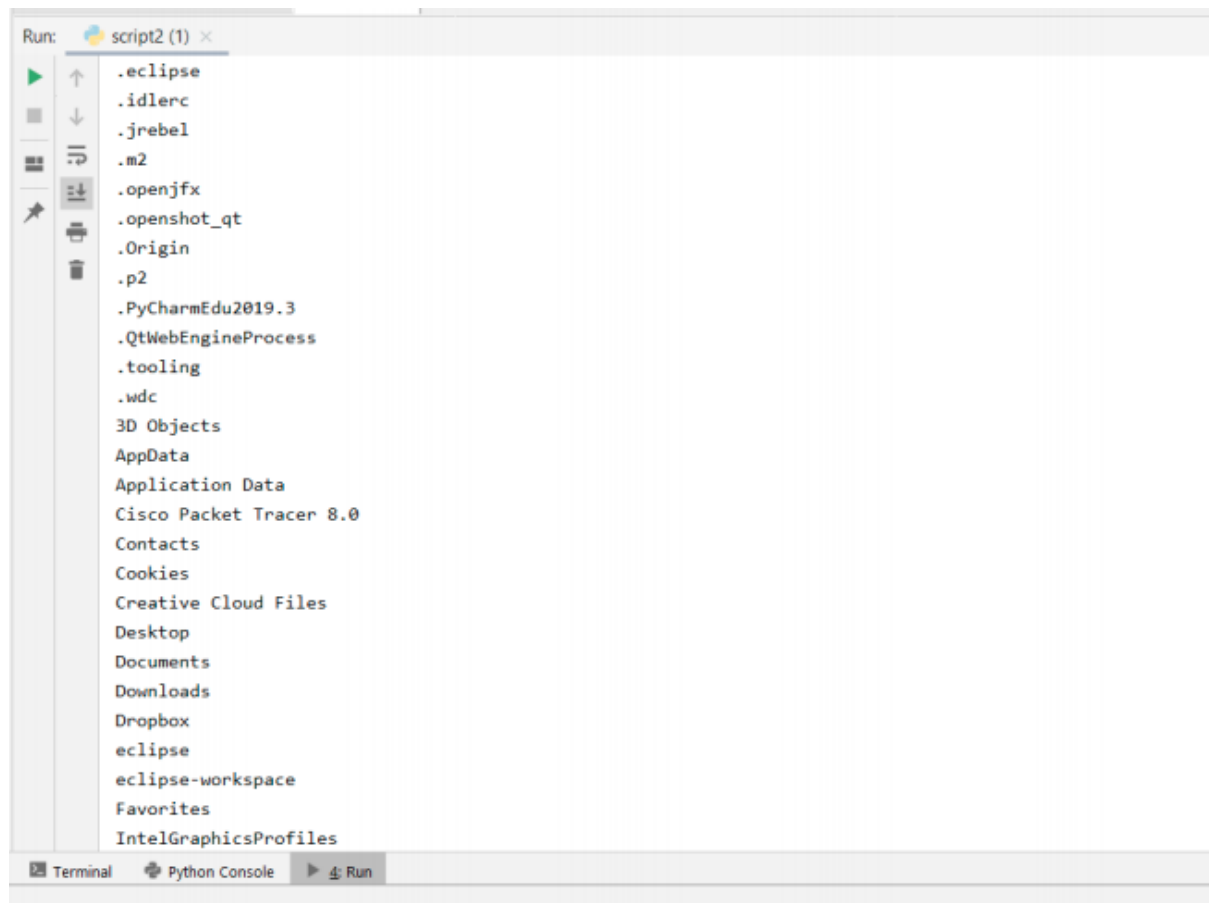 Run: script2 (1)
.eclipse
.idlerc
.jrebel
.m2
.openjfx
.openshot_qt
.Origin
.p2
.PyCharmEdu2019.3
.QtWebEngineProcess
.tooling
.wdc
3D Objects
AppData
Application Data
Cisco Packet Tracer 8.0
Contacts
Cookies
Creative Cloud Files
Desktop
Documents
Downloads
Dropbox
eclipse
eclipse-workspace
Favorites
IntelGraphicsProfiles
Terminal Python Console 4: Run